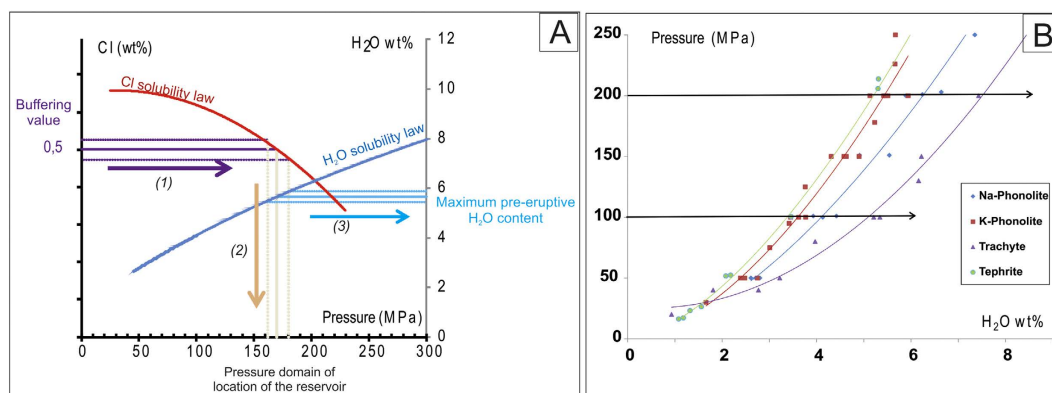 A
Cl (wt%)
H2O wt%
12
10
8
6
4
2
0
Cl solubility law
H2O solubility law
Buffering
value
0,5
(1)
(2)
(3)
Maximum pre-eruptive
H2O content
Pressure (MPa)
0
50
100
150
200
250
300
Pressure domain of
location of the reservoir
B
Pressure (MPa)
250
200
150
100
50
0
H2O wt%
0
2
4
6
8
Na-Phonolite
K-Phonolite
Trachyte
Tephrite